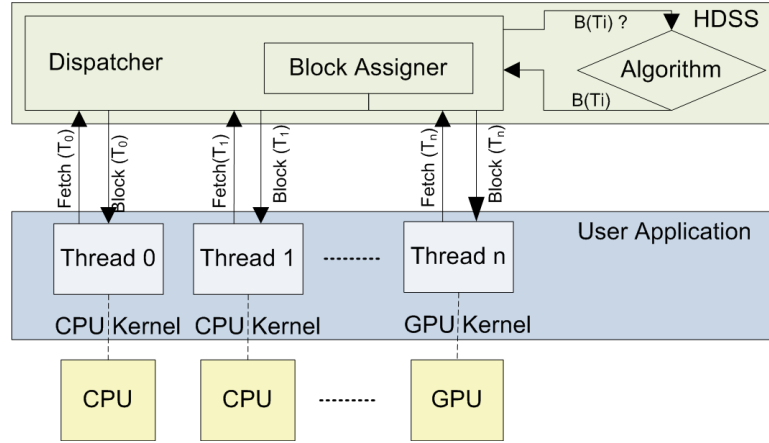 B(Ti) ?
HDSS
Dispatcher
Block Assigner
Algorithm
B(Ti)
Fetch (T0)
Block (T0)
Fetch(T1)
Block (T1)
Fetch (Tn)
Block (Tn)
User Application
Thread 0
Thread 1
--------
Thread n
CPU Kernel
CPU Kernel
GPU Kernel
CPU
CPU
--------
GPU